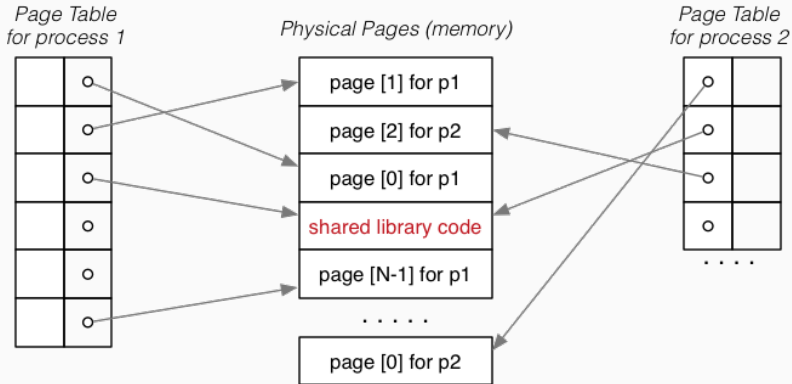 Page Table
for process 1
Physical Pages (memory)
Page Table
for process 2
page [1] for p1
page [2] for p2
page [0] for p1
shared library code
page [N-1] for p1
. . . . .
page [0] for p2
. . . .